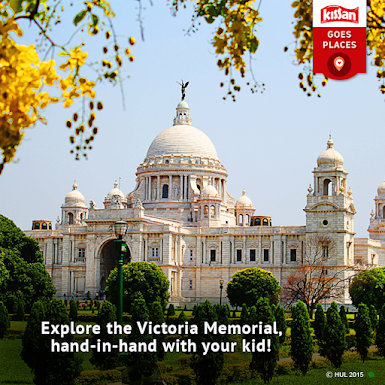 Kissan
GOES
PLACES
Explore the Victoria Memorial,
hand-in-hand with your kid!
© HUL 2015